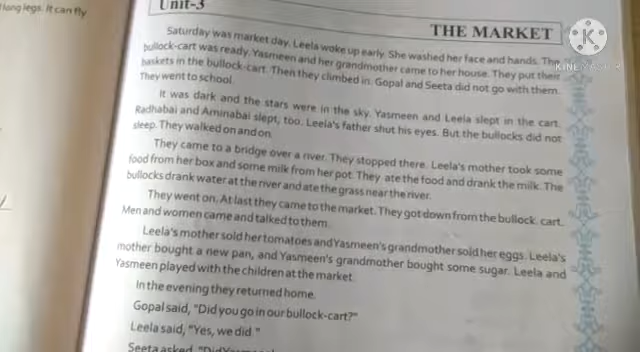 long legs. It can fly
Unit-3
THE MARKET
Saturday was market day. Leela woke up early. She washed her face and hands. The
bullock-cart was ready. Yasmeen and her grandmother came to her house. They put their
baskets in the bullock-cart. Then they climbed in. Gopal and Seeta did not go with them.
They went to school.
It was dark and the stars were in the sky. Yasmeen and Leela slept in the cart.
Radhabai and Aminabai slept, too. Leela's father shut his eyes. But the bullocks did not
sleep. They walked on and on.
They came to a bridge over a river. They stopped there. Leela's mother took some
food from her box and some milk from her pot. They ate the food and drank the milk. The
bullocks drank water at the river and ate the grass near the river.
They went on. At last they came to the market. They got down from the bullock. cart.
Men and women came and talked to them.
Leela's mother sold her tomatoes and Yasmeen's grandmother sold her eggs. Leela's
mother bought a new pan, and Yasmeen's grandmother bought some sugar. Leela and
Yasmeen played with the children at the market.
In the evening they returned home.
Gopal said, "Did you go in our bullock-cart?"
Leela said, "Yes, we did."
Seeta asked,
K
KINEMASTER